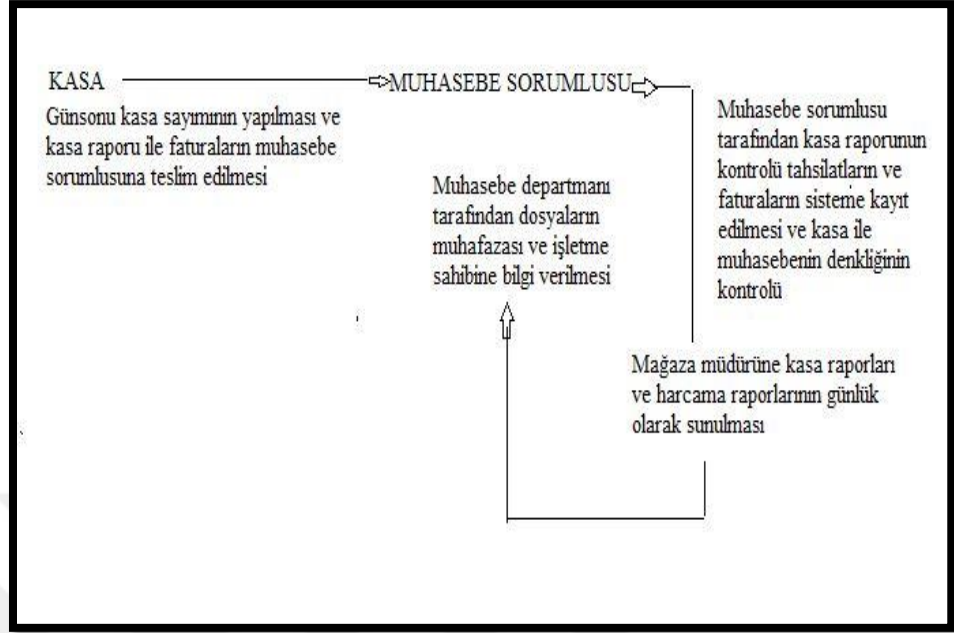 KASA
Günsonu kasa sayımının yapılması ve
kasa raporu ile faturaların muhasebe
sorumlusuna teslim edilmesi
MUHASEBE SORUMLUSU
Muhasebe sorumlusu
tarafından kasa raporunun
kontrolü tahsilatların ve
faturaların sisteme kayıt
edilmesi ve kasa ile
muhasebenin denkliğinin
kontrolü
Mağaza müdürüne kasa raporları
ve harcama raporlarının günlük
olarak sunulması
Muhasebe departmanı
tarafından dosyaların
muhafazası ve işletme
sahibine bilgi verilmesi